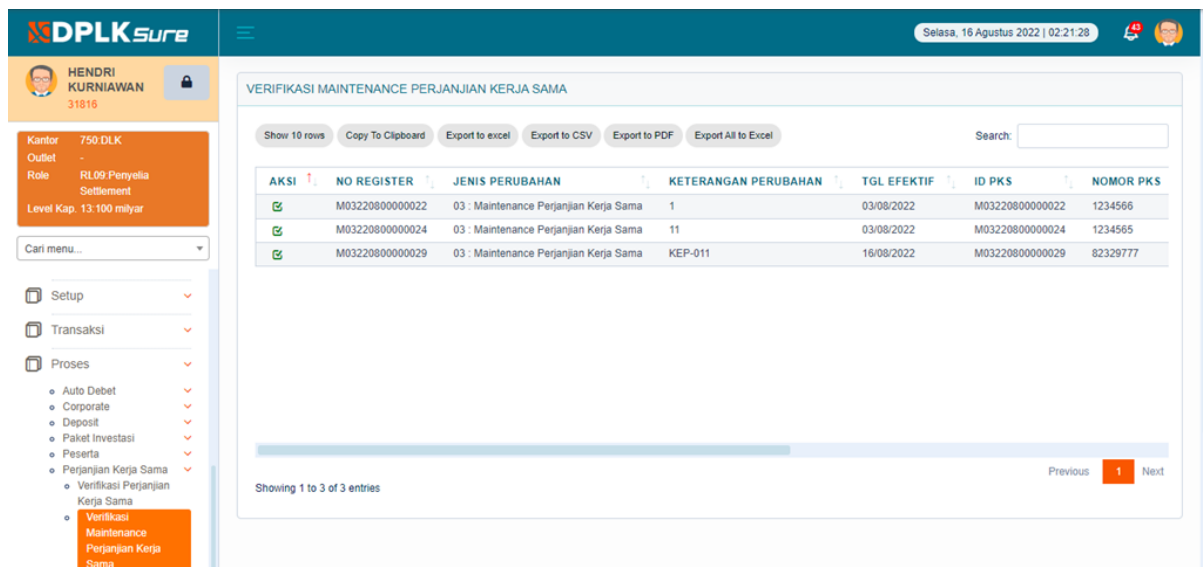 DPLK Sure
Selasa, 16 Agustus 2022 | 02:21:28
43
HENDRI
KURNIAWAN
31816
Kantor 750:DLK
Outlet -
Role RL09:Penyelia
Settlement
Level Kap. 13:100 milyar
Cari menu...
Setup
Transaksi
Proses
Auto Debet
Corporate
Deposit
Paket Investasi
Peserta
Perjanjian Kerja Sama
Verifikasi Perjanjian
Kerja Sama
Verifikasi
Maintenance
Perjanjian Kerja
Sama
VERIFIKASI MAINTENANCE PERJANJIAN KERJA SAMA
Show 10 rows Copy To Clipboard Export to excel Export to CSV Export to PDF Export All to Excel Search:
AKSI NO REGISTER JENIS PERUBAHAN KETERANGAN PERUBAHAN TGL EFEKTIF ID PKS NOMOR PKS
M03220800000022 03 : Maintenance Perjanjian Kerja Sama 1 03/08/2022 M03220800000022 1234566
M03220800000024 03 : Maintenance Perjanjian Kerja Sama 11 03/08/2022 M03220800000024 1234565
M03220800000029 03 : Maintenance Perjanjian Kerja Sama KEP-011 16/08/2022 M03220800000029 82329777
Previous 1 Next
Showing 1 to 3 of 3 entries